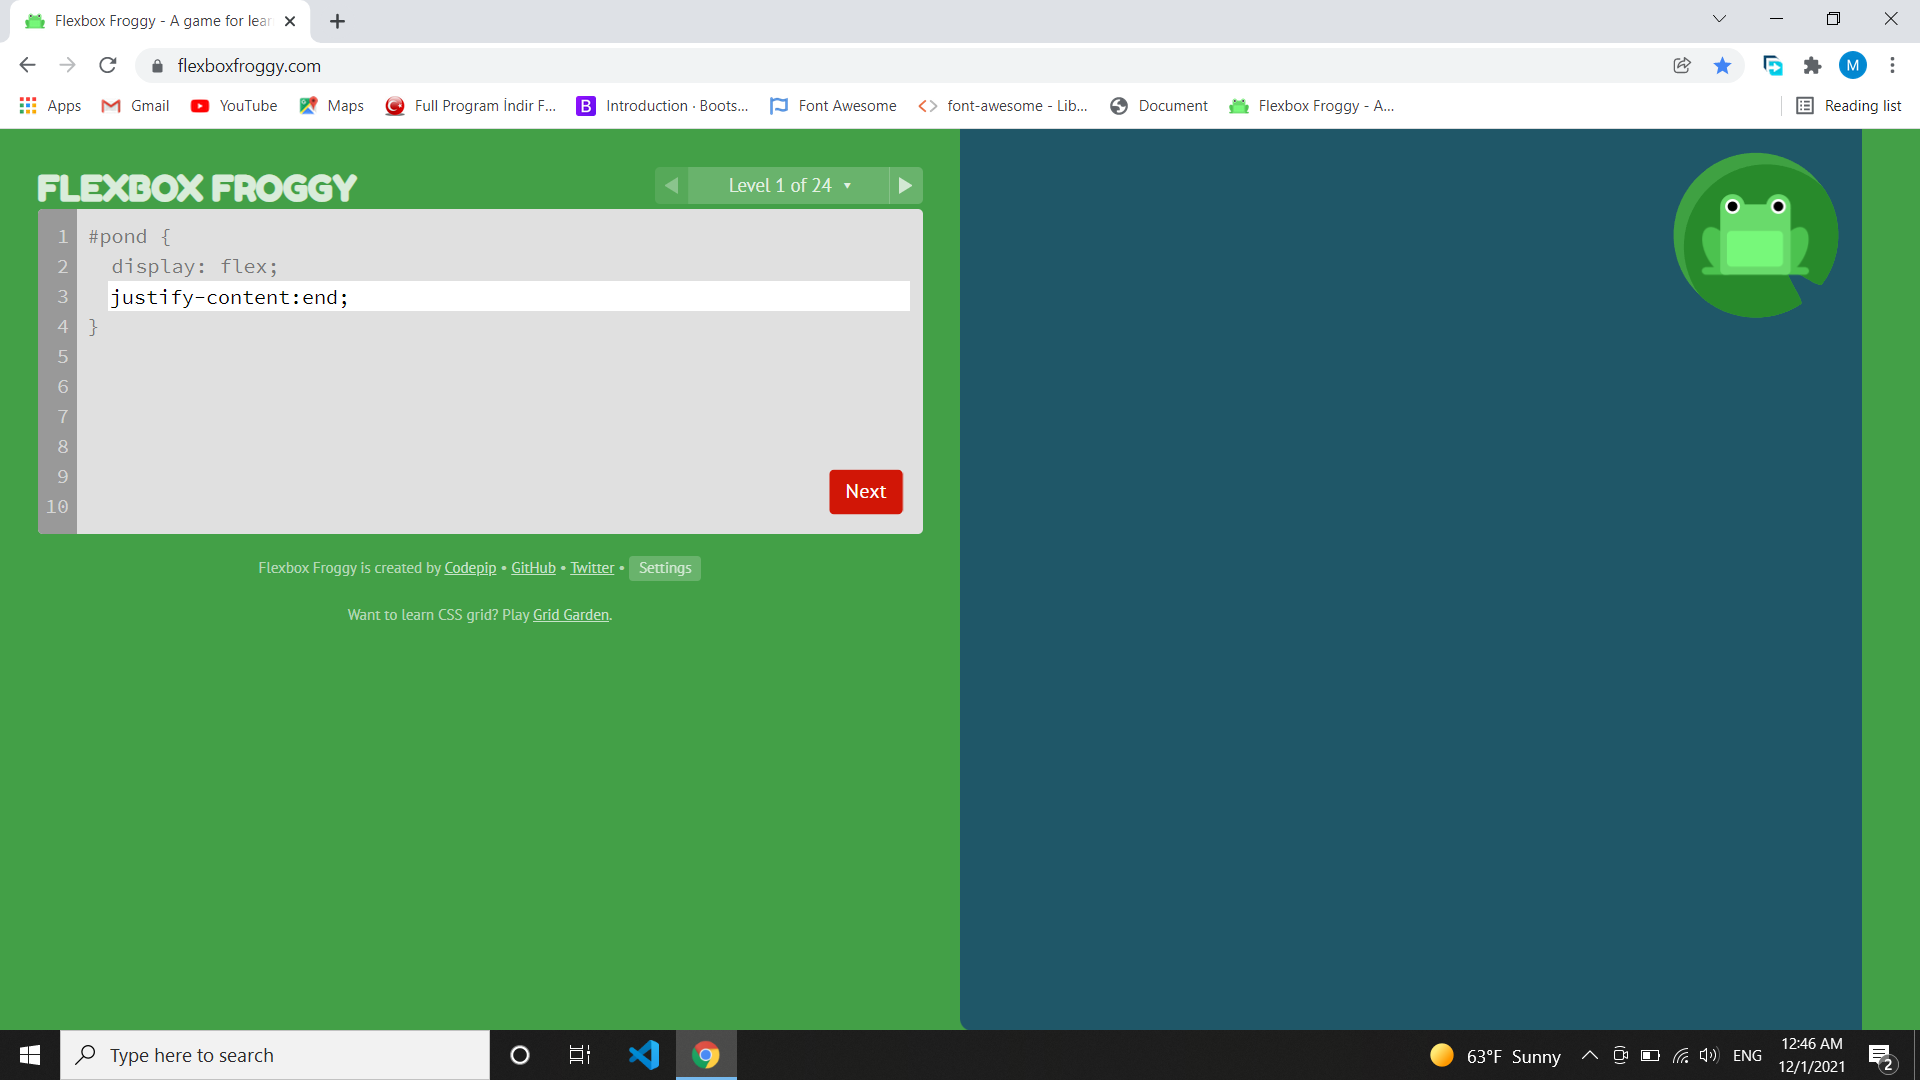 Flexbox Froggy - A game for lear
flexboxfroggy.com
M
Apps
Gmail
YouTube
Maps
Full Program İndir F...
B
Introduction · Boots...
Font Awesome
font-awesome - Lib...
Document
Flexbox Froggy - A...
Reading list
FLEXBOX FROGGY
Level 1 of 24
1 #pond {
2 display: flex;
3 justify-content:end;
4 }
5
6
7
8
9
10
Next
Flexbox Froggy is created by Codepip • GitHub • Twitter • Settings
Want to learn CSS grid? Play Grid Garden.
Type here to search
63°F Sunny
ENG
12:46 AM
12/1/2021
2